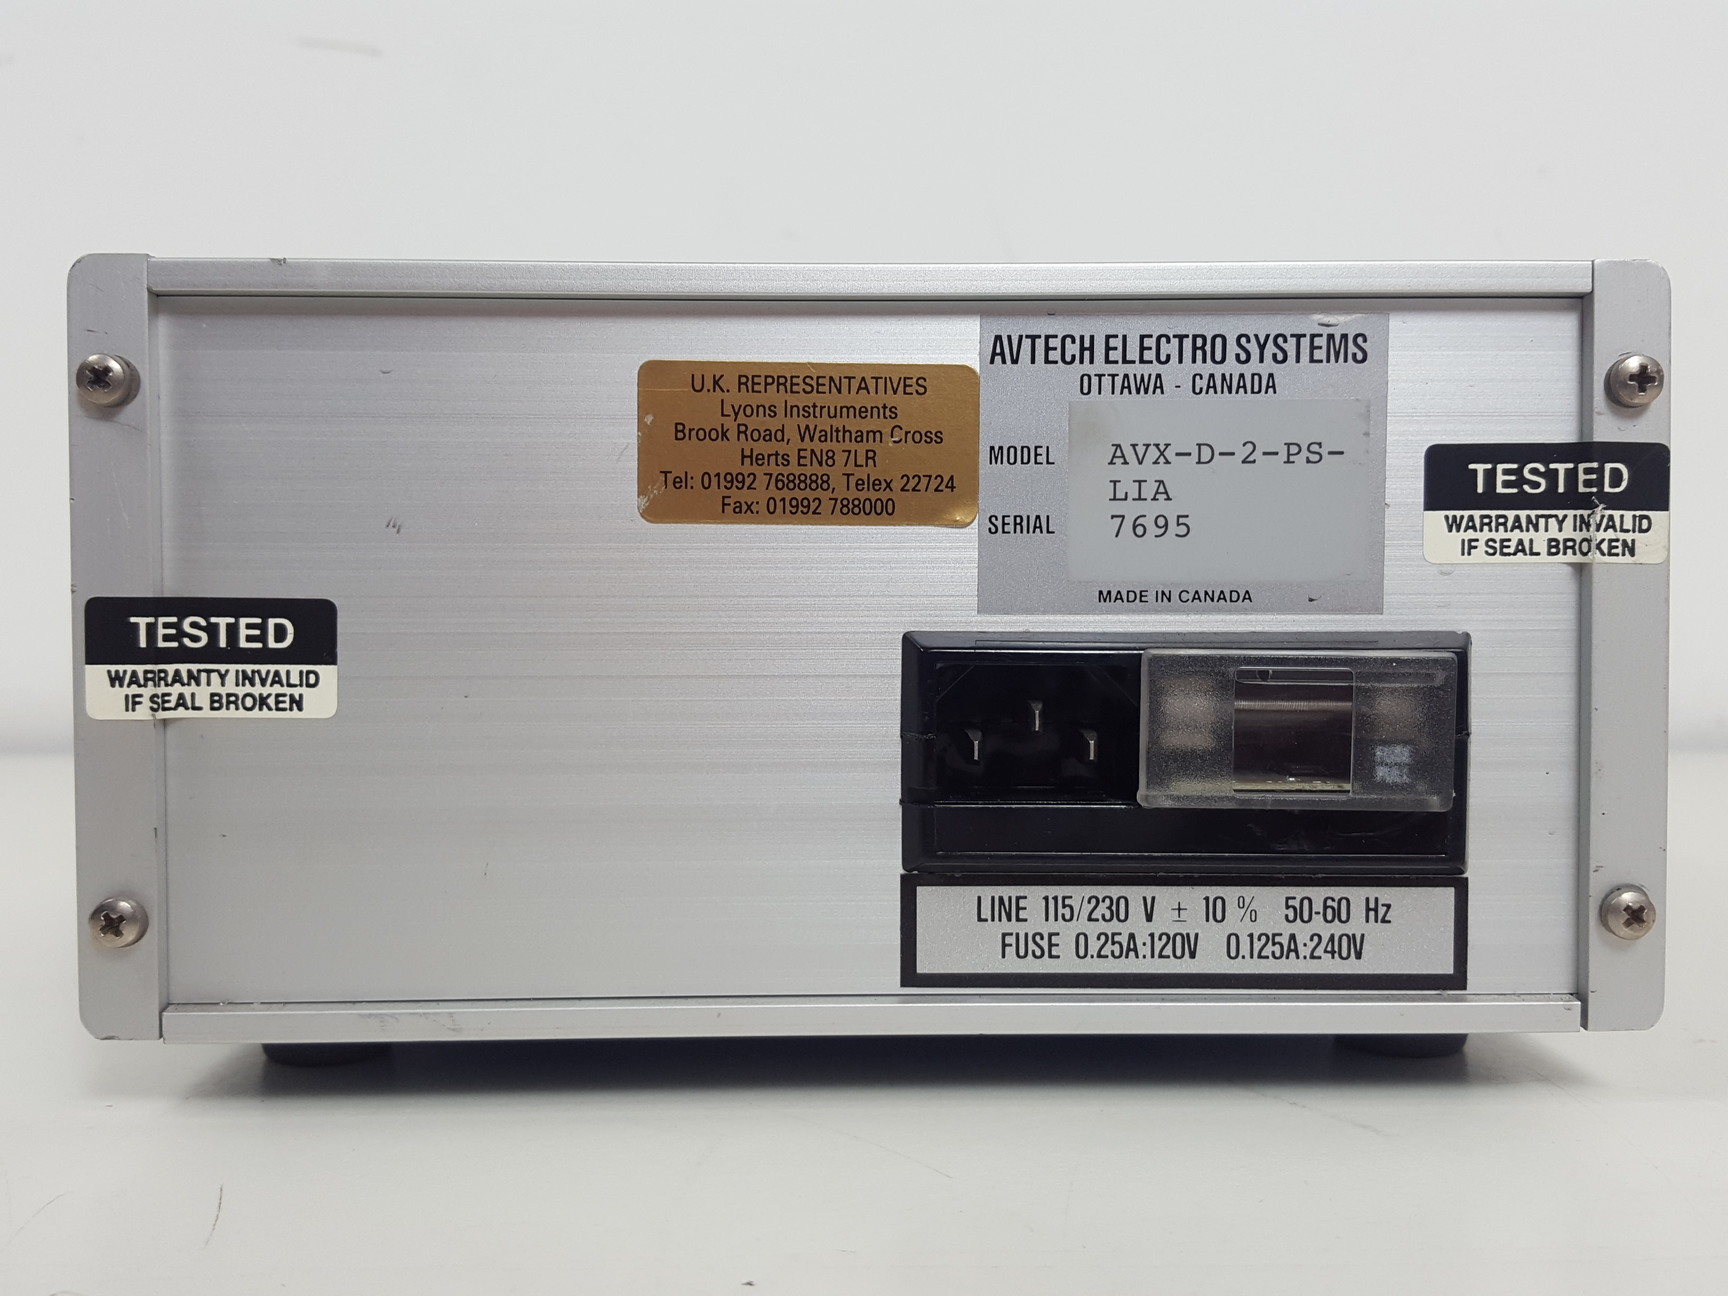 U.K. REPRESENTATIVES
Lyons Instruments
Brook Road, Waltham Cross
Herts EN8 7LR
Tel: 01992 768888, Telex 22724
Fax: 01992 788000
AVTECH ELECTRO SYSTEMS
OTTAWA - CANADA
MODEL AVX-D-2-PS-
LIA
SERIAL 7695
MADE IN CANADA
TESTED
WARRANTY INVALID
IF SEAL BROKEN
TESTED
WARRANTY INVALID
IF SEAL BROKEN
LINE 115/230 V ± 10 % 50-60 Hz
FUSE 0.25A:120V 0.125A:240V